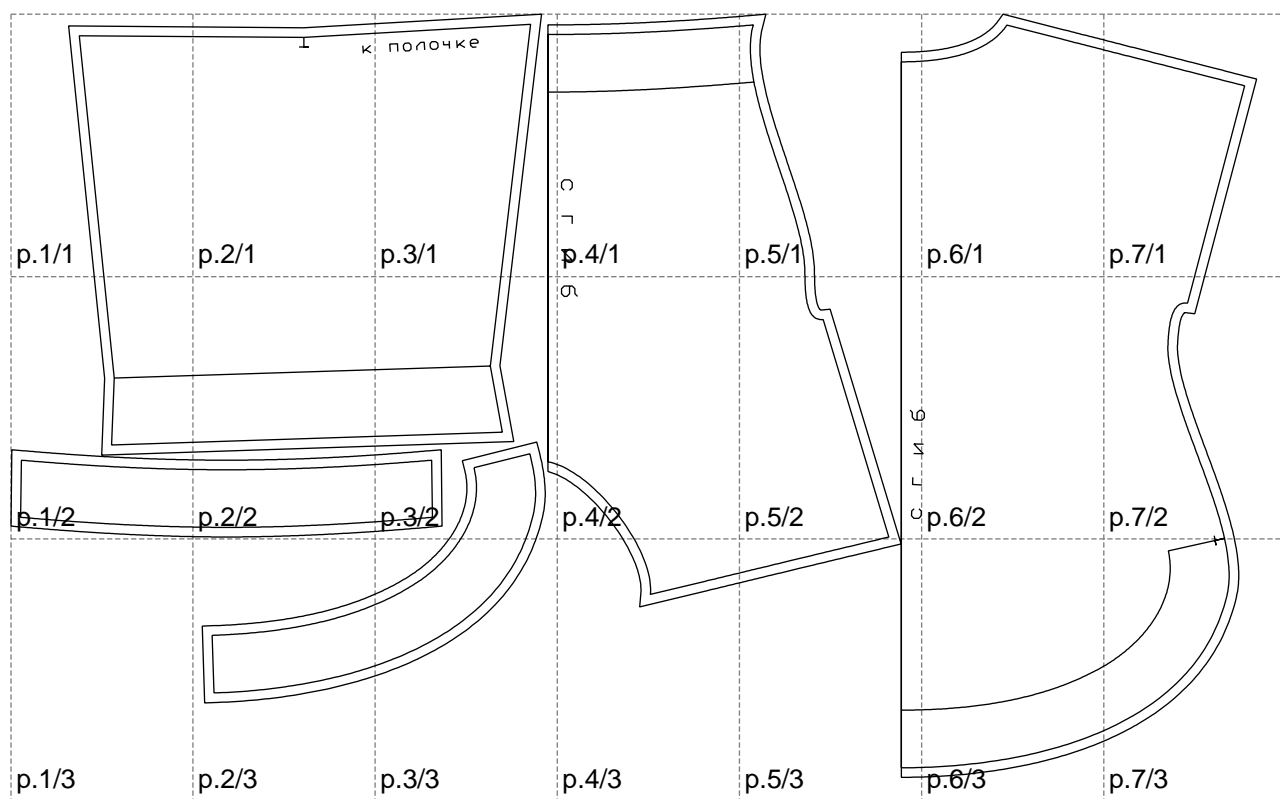 к полочке
с г и б
p.1/1 p.2/1 p.3/1 p.4/1 p.5/1 p.6/1 p.7/1
с г и б
p.1/2 p.2/2 p.3/2 p.4/2 p.5/2 p.6/2 p.7/2
p.1/3 p.2/3 p.3/3 p.4/3 p.5/3 p.6/3 p.7/3